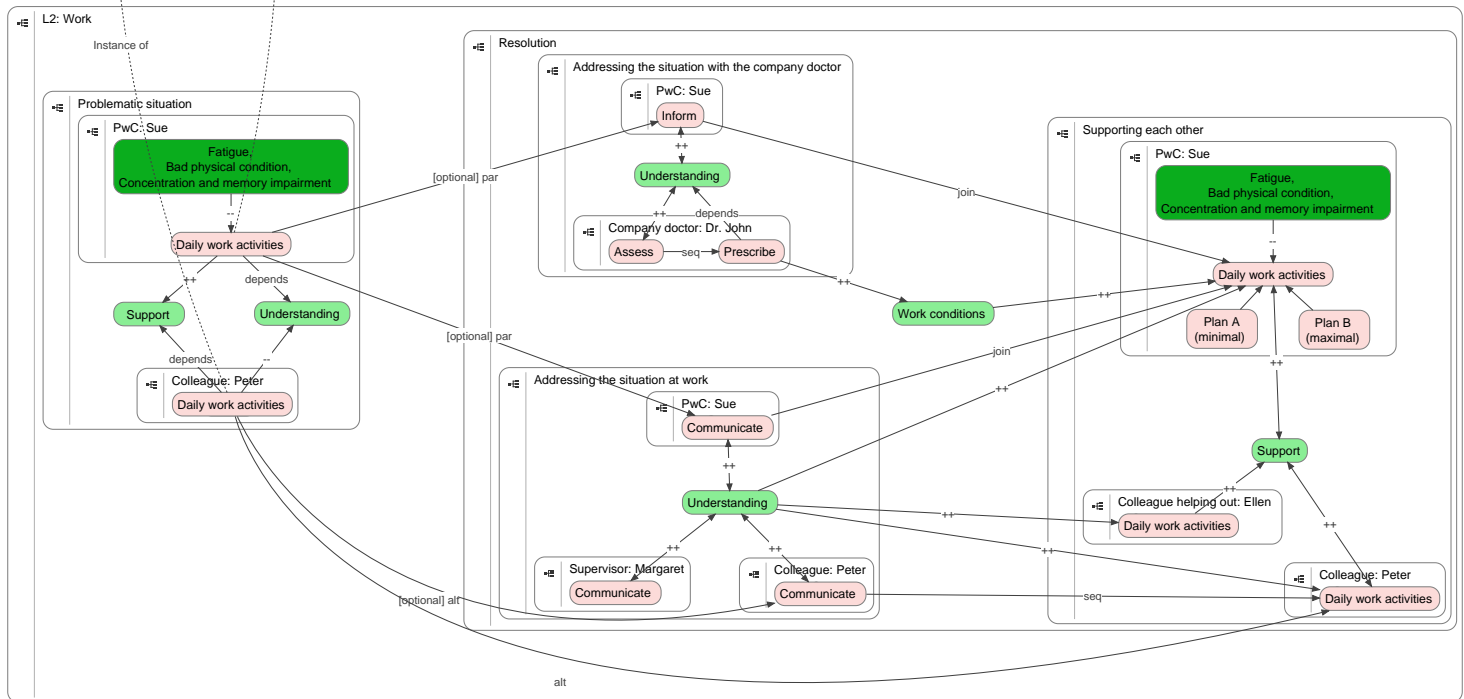 L2: Work
Instance of
Problematic situation
PwC: Sue
Fatigue,
Bad physical condition,
Concentration and memory impairment
--
Daily work activities
++
depends
Support
Understanding
depends
--
Colleague: Peter
Daily work activities
[optional] par
[optional] par
[optional] alt
alt
Resolution
Addressing the situation with the company doctor
PwC: Sue
Inform
++
Understanding
++
depends
Company doctor: Dr. John
Assess
seq
Prescribe
++
Work conditions
++
join
Addressing the situation at work
PwC: Sue
Communicate
++
Understanding
++
++
Supervisor: Margaret
Communicate
Colleague: Peter
Communicate
join
++
++
++
seq
Supporting each other
PwC: Sue
Fatigue,
Bad physical condition,
Concentration and memory impairment
--
Daily work activities
Plan A
(minimal)
Plan B
(maximal)
++
Support
++
Colleague helping out: Ellen
Daily work activities
++
Colleague: Peter
Daily work activities